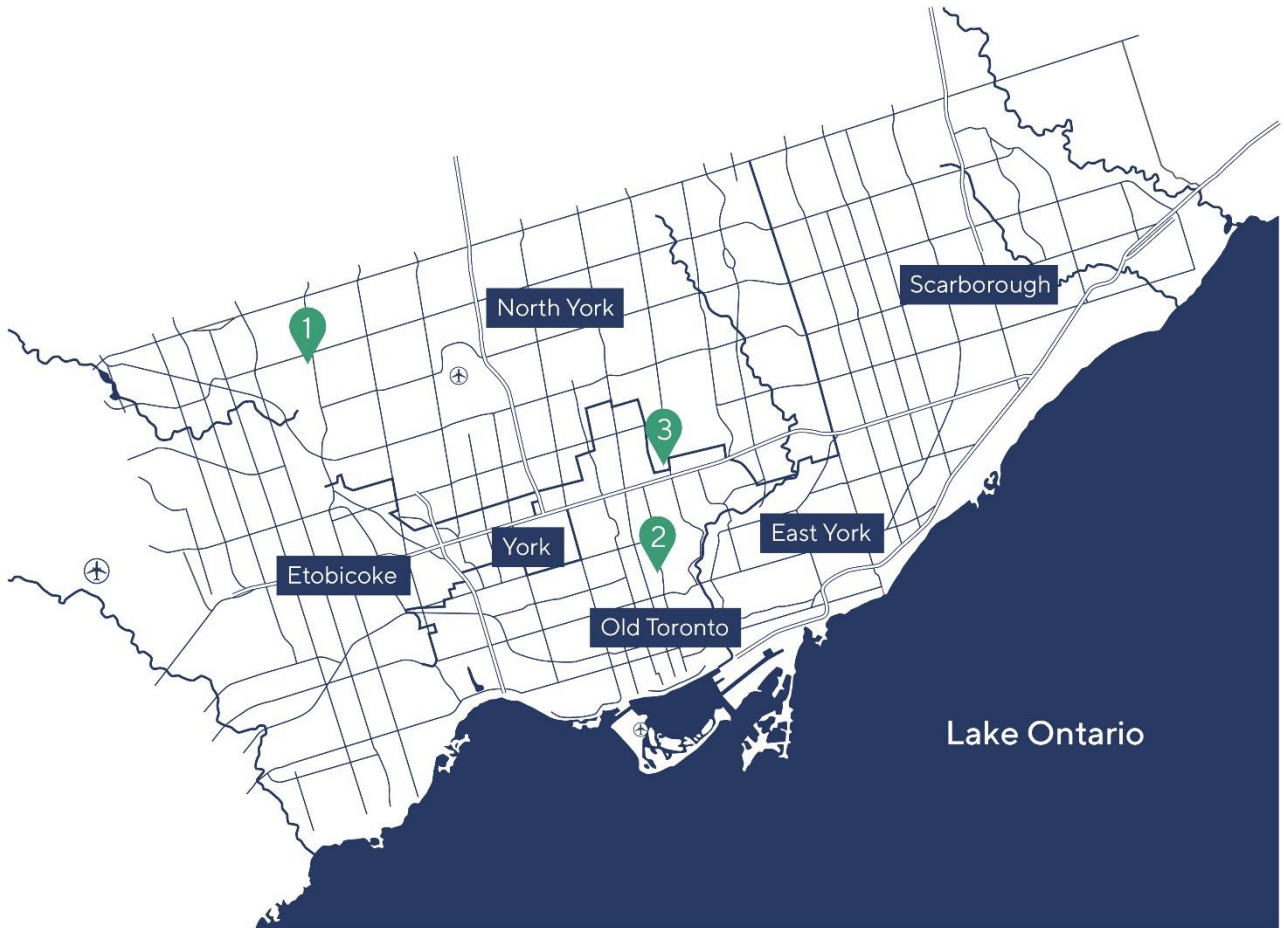 Scarborough
North York
1
3
York
2
East York
Etobicoke
Old Toronto
Lake Ontario